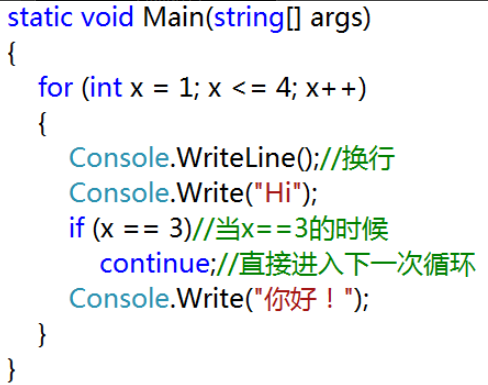 static void Main(string[] args)
{
for (int x = 1; x <= 4; x++)
{
Console.WriteLine();//换行
Console.Write("Hi");
if (x == 3)//当x==3的时候
continue;//直接进入下一次循环
Console.Write("你好！");
}
}